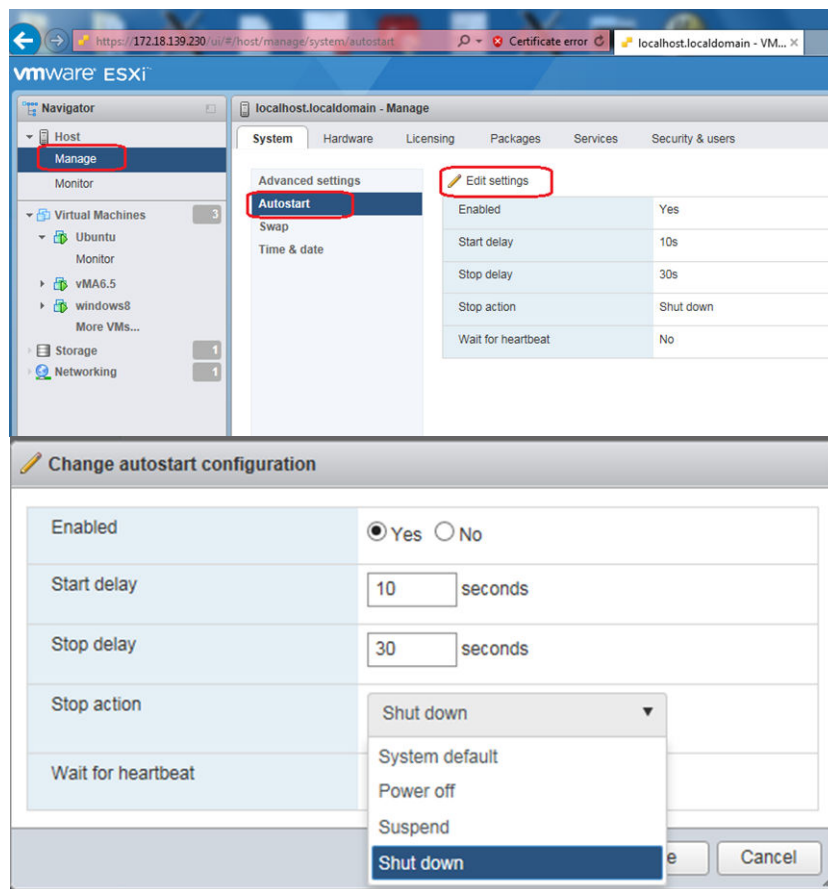 https://172.18.139.230/ui/#/host/manage/system/autostart Certificate error localhost.localdomain - VM...
vmware ESXi
Navigator
Host
Manage
Monitor
Virtual Machines 3
Ubuntu
Monitor
vMA6.5
windows8
More VMs...
Storage 1
Networking 1
localhost.localdomain - Manage
System Hardware Licensing Packages Services Security & users
Advanced settings
Autostart
Swap
Time & date
Edit settings
Enabled Yes
Start delay 10s
Stop delay 30s
Stop action Shut down
Wait for heartbeat No
Change autostart configuration
Enabled Yes No
Start delay 10 seconds
Stop delay 30 seconds
Stop action Shut down
System default
Power off
Suspend
Shut down
Wait for heartbeat
Cancel